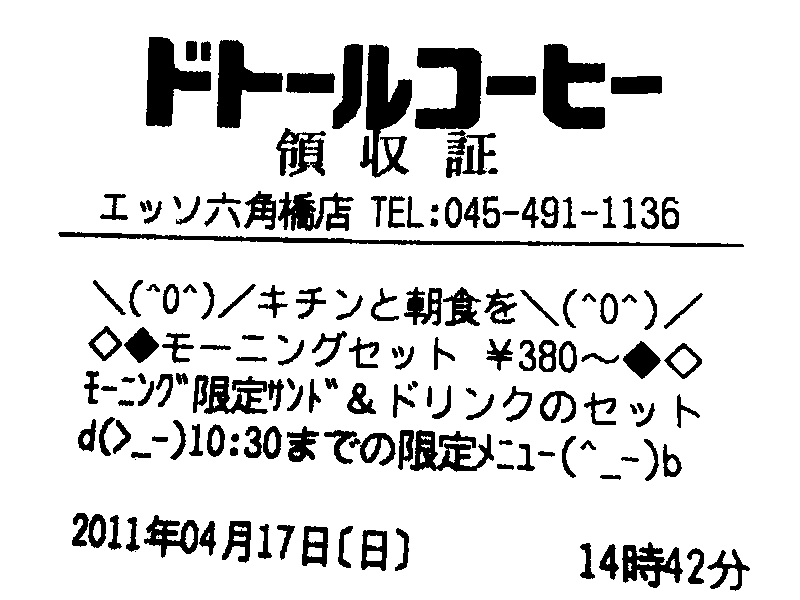 ドトールコーヒー
領収証
エッソ六角橋店 TEL:045-491-1136
＼(^O^)／キチンと朝食を＼(^O^)／
◇◆モーニングセット ￥380～◆◇
ﾓｰﾆﾝｸﾞ限定ｻﾝﾄﾞ＆ドリンクのセット
d(>_-)10:30までの限定ﾒﾆｭｰ(^_-)b
2011年04月17日〔日〕 14時42分